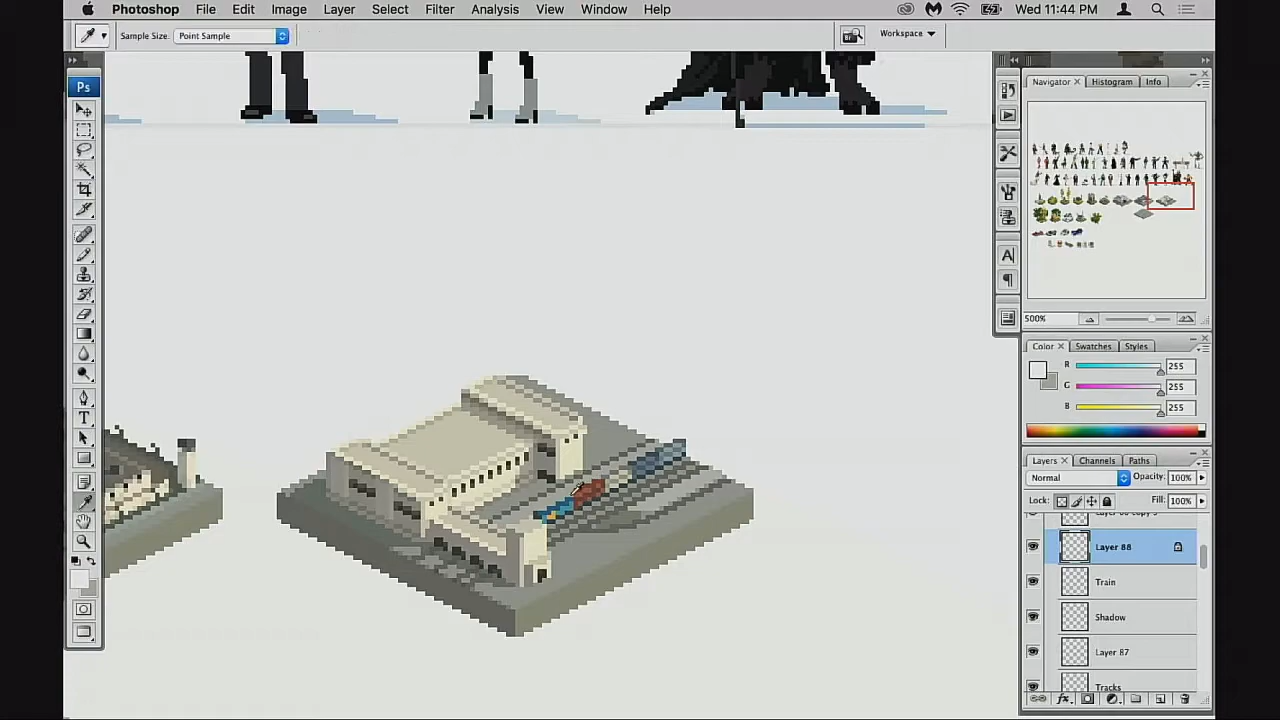 Photoshop File Edit Image Layer Select Filter Analysis View Window Help Wed 11:44 PM
Sample Size: Point Sample Workspace
Ps
Navigator Histogram Info
500%
Color Swatches Styles
R 255
G 255
B 255
Layers Channels Paths
Normal Opacity: 100%
Lock: Fill: 100%
Layer 88
Train
Shadow
Layer 87
Tracks